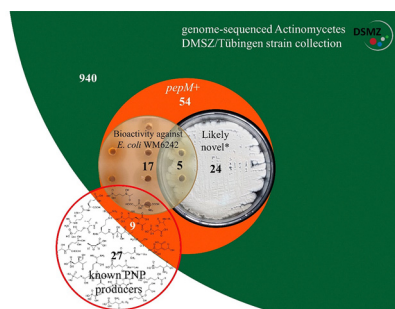 genome-sequenced Actinomycetes
DMSZ/Tübingen strain collection
DSMZ
940
pepM+
54
Bioactivity against
E. coli WM6242
Likely
novel*
17
5
24
9
27
known PNP
producers